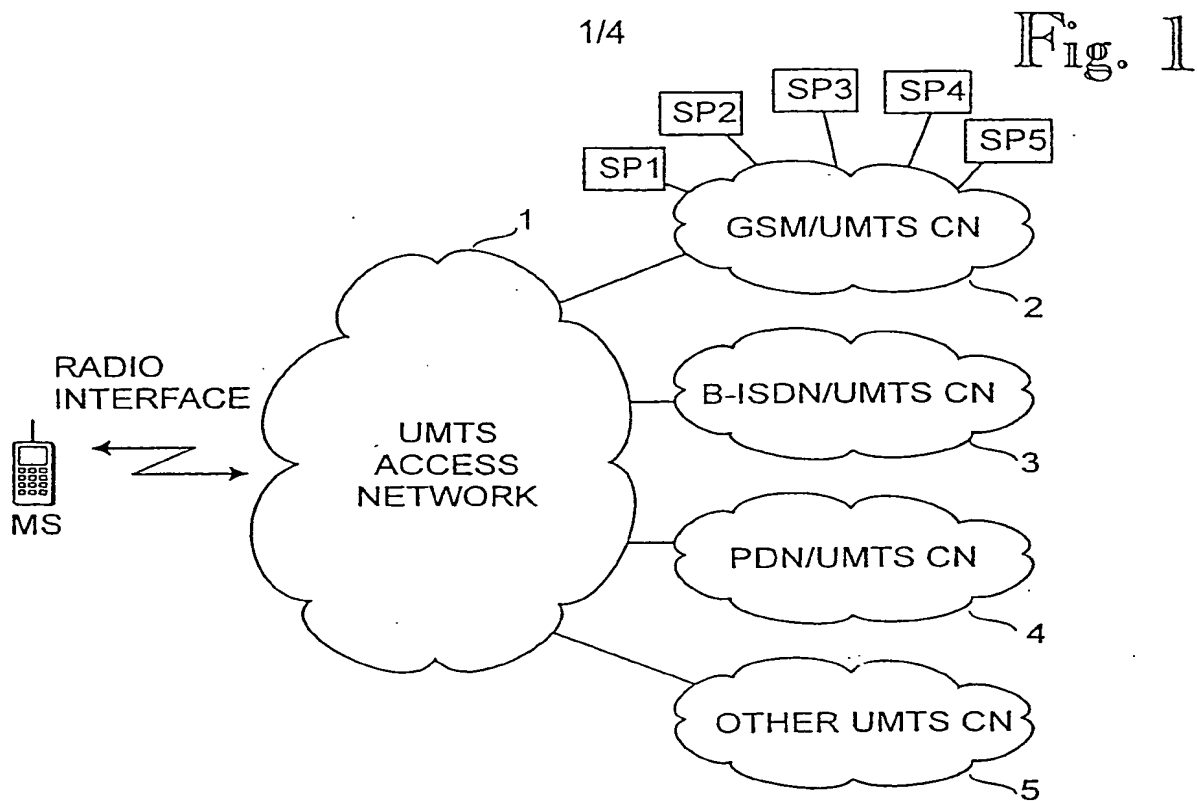 1/4
Fig. 1
SP1
SP2
SP3
SP4
SP5
1
GSM/UMTS CN
2
RADIO
INTERFACE
MS
UMTS
ACCESS
NETWORK
B-ISDN/UMTS CN
3
PDN/UMTS CN
4
OTHER UMTS CN
5